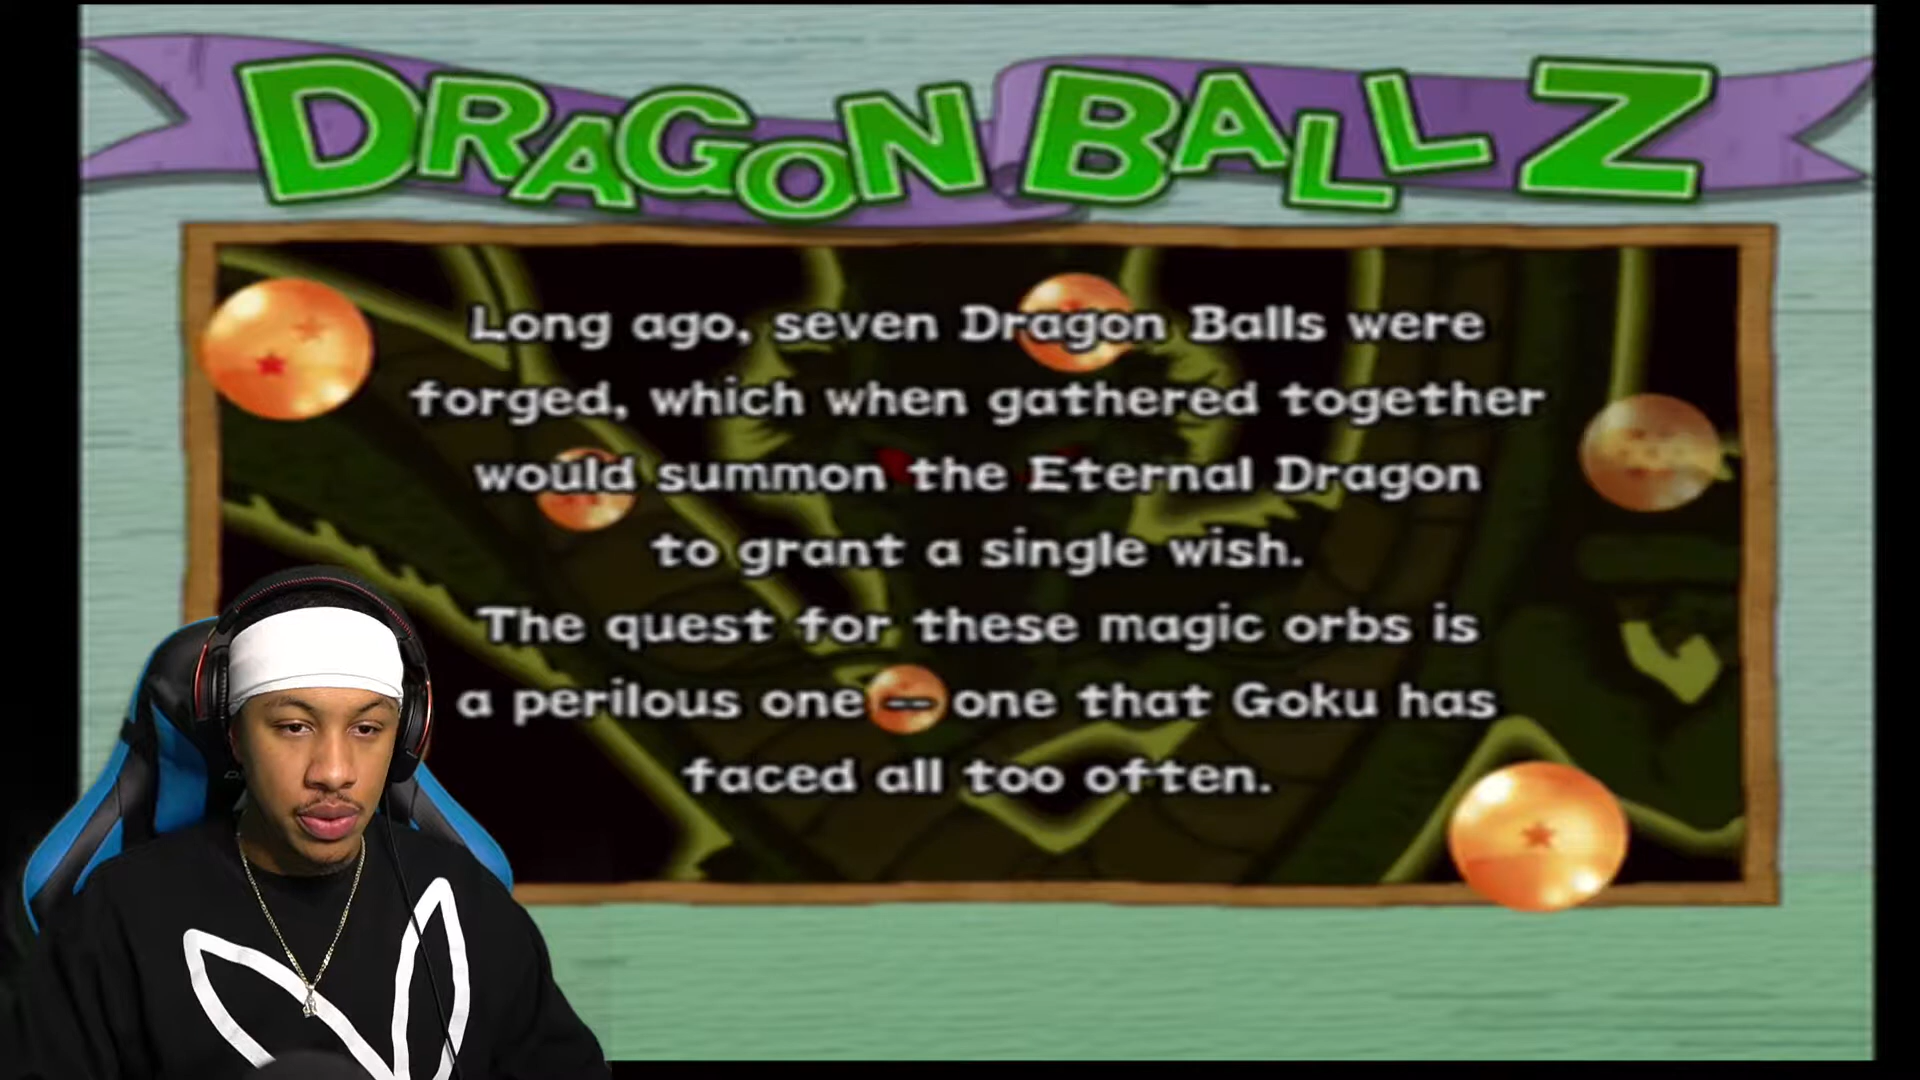 DRAGON BALL Z
Long ago, seven Dragon Balls were
forged, which when gathered together
would summon the Eternal Dragon
to grant a single wish.
The quest for these magic orbs is
a perilous one -- one that Goku has
faced all too often.